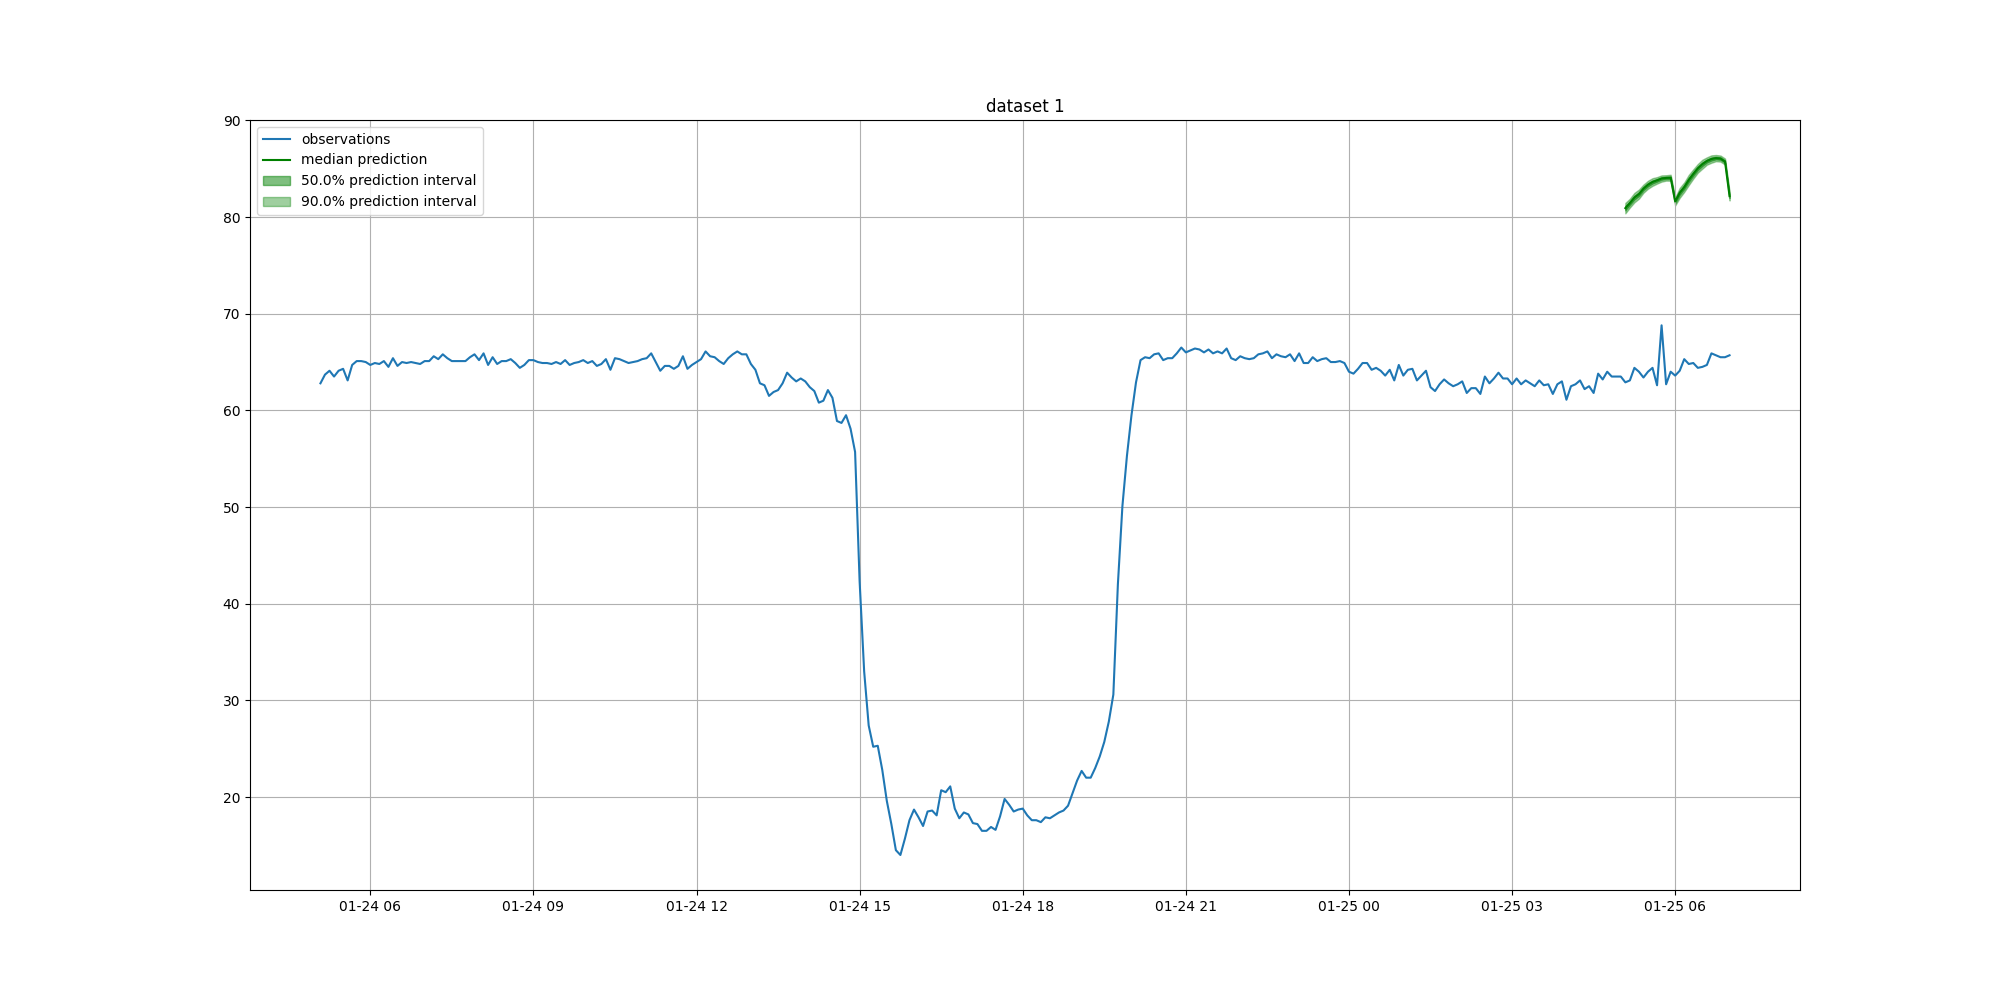 dataset 1
observations
median prediction
50.0% prediction interval
90.0% prediction interval
90
80
70
60
50
40
30
20
01-24 06 01-24 09 01-24 12 01-24 15 01-24 18 01-24 21 01-25 00 01-25 03 01-25 06